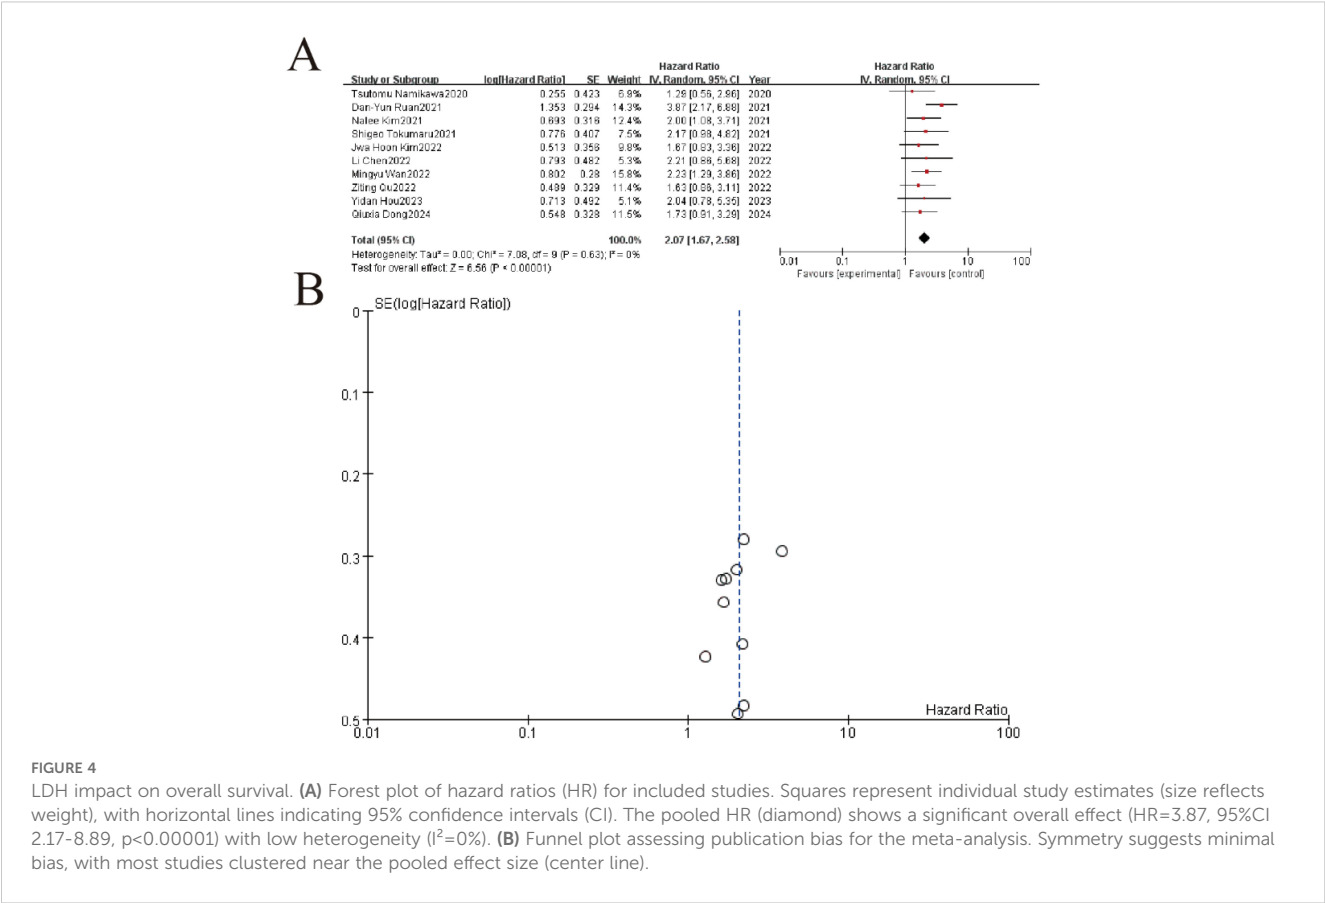 A
Hazard Ratio Hazard Ratio
Study or Subgroup log[Hazard Ratio] SE Weight IV, Random, 95% CI Year IV, Random, 95% CI
Tsutomu Namikawa2020 0.255 0.423 6.9% 1.29 [0.56, 2.96] 2020
Dan-Yun Ruan2021 1.353 0.294 14.3% 3.87 [2.17, 6.88] 2021
Nalee Kim2021 0.693 0.316 12.4% 2.00 [1.08, 3.71] 2021
Shigeo Tokumaru2021 0.776 0.407 7.5% 2.17 [0.98, 4.82] 2021
Jwa Hoon Kim2022 0.513 0.356 9.8% 1.67 [0.83, 3.36] 2022
Li Chen2022 0.793 0.482 5.3% 2.21 [0.86, 5.68] 2022
Mingyu Wan2022 0.802 0.28 15.8% 2.23 [1.29, 3.86] 2022
Ziting Qu2022 0.489 0.329 11.4% 1.63 [0.86, 3.11] 2022
Yidan Hou2023 0.713 0.492 5.1% 2.04 [0.78, 5.35] 2023
Qiuxia Dong2024 0.548 0.328 11.5% 1.73 [0.91, 3.29] 2024
Total (95% CI) 100.0% 2.07 [1.67, 2.58]
Heterogeneity: Tau² = 0.00; Chi² = 7.08, df = 9 (P = 0.63); I² = 0%
Test for overall effect: Z = 6.56 (P < 0.00001)
0.01 0.1 1 10 100
Favours [experimental] Favours [control]
B
SE(log[Hazard Ratio])
0
0.1
0.2
0.3
0.4
0.5
Hazard Ratio
0.01 0.1 1 10 100
FIGURE 4
LDH impact on overall survival. (A) Forest plot of hazard ratios (HR) for included studies. Squares represent individual study estimates (size reflects
weight), with horizontal lines indicating 95% confidence intervals (CI). The pooled HR (diamond) shows a significant overall effect (HR=3.87, 95%CI
2.17-8.89, p<0.00001) with low heterogeneity (I²=0%). (B) Funnel plot assessing publication bias for the meta-analysis. Symmetry suggests minimal
bias, with most studies clustered near the pooled effect size (center line).